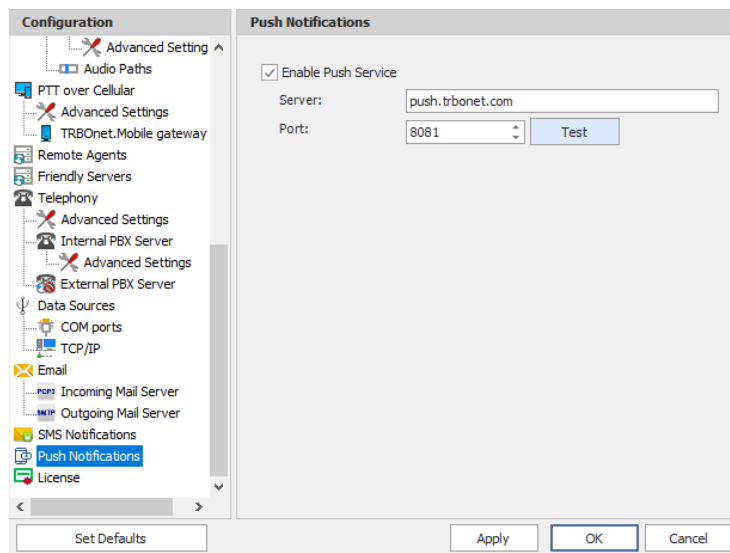 Configuration
Advanced Setting
Audio Paths
PTT over Cellular
Advanced Settings
TRBOnet.Mobile gateway
Remote Agents
Friendly Servers
Telephony
Advanced Settings
Internal PBX Server
Advanced Settings
External PBX Server
Data Sources
COM ports
TCP/IP
Email
POP3 Incoming Mail Server
SMTP Outgoing Mail Server
SMS Notifications
Push Notifications
License
Set Defaults
Push Notifications
Enable Push Service
Server: push.trbonet.com
Port: 8081 Test
Apply OK Cancel